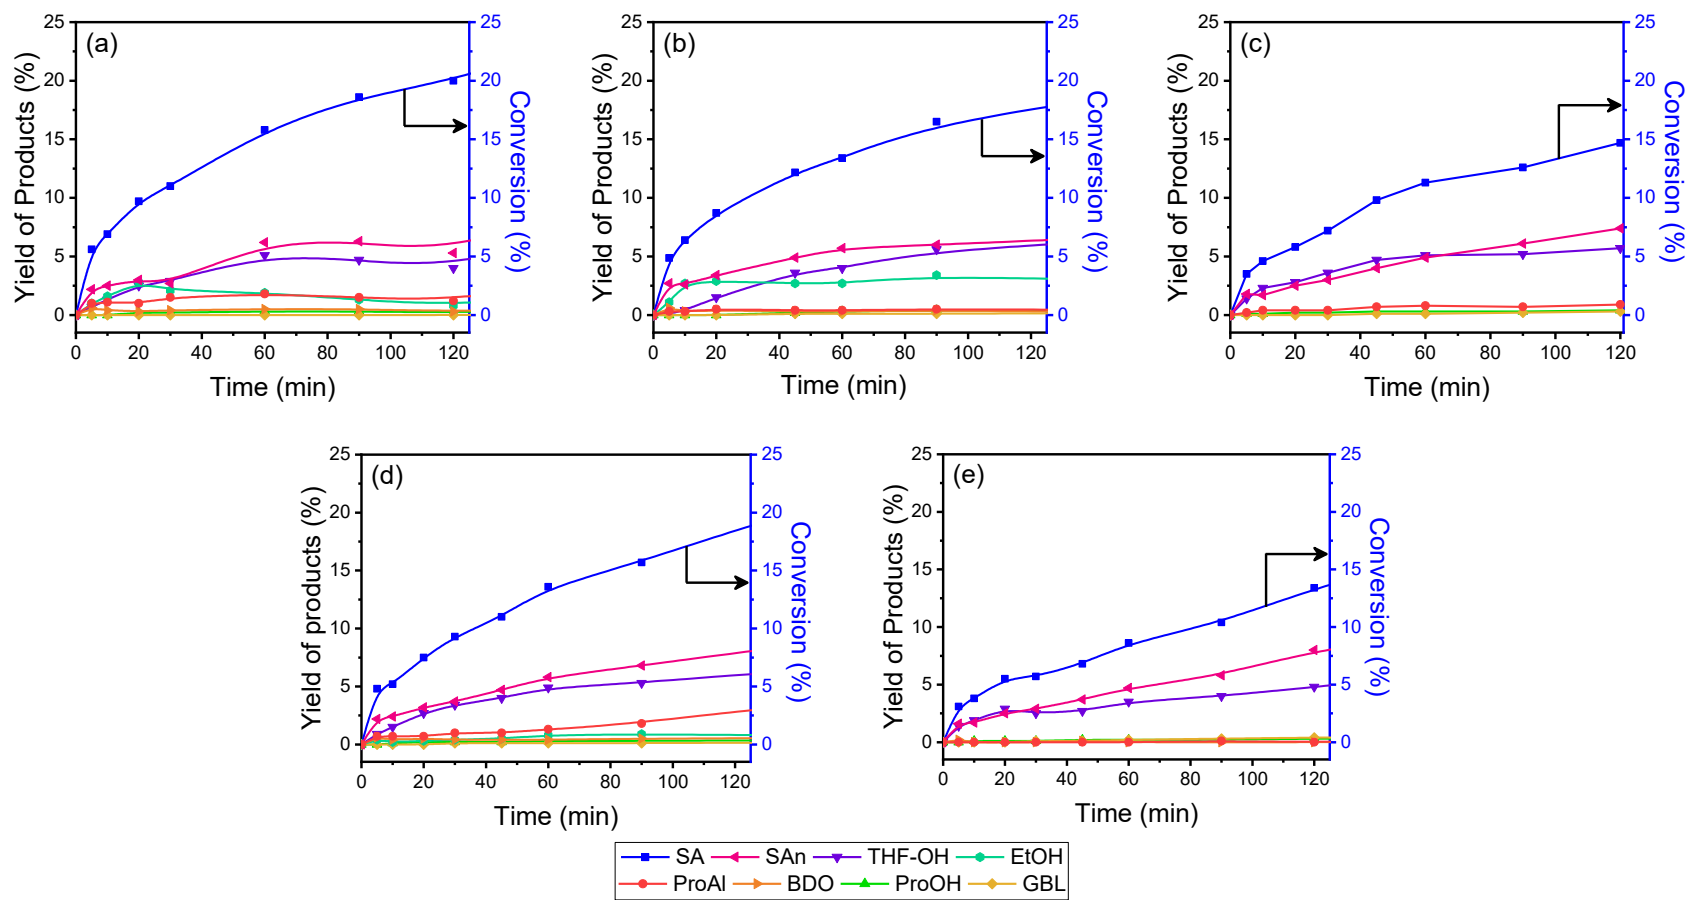 (a)
Yield of Products (%)
25
20
15
10
5
0
25
20
15
10
5
0
Conversion (%)
0 20 40 60 80 100 120
Time (min)
(b)
Yield of Products (%)
25
20
15
10
5
0
25
20
15
10
5
0
Conversion (%)
0 20 40 60 80 100 120
Time (min)
(c)
Yield of Products (%)
25
20
15
10
5
0
25
20
15
10
5
0
Conversion (%)
0 20 40 60 80 100 120
Time (min)
(d)
Yield of products (%)
25
20
15
10
5
0
25
20
15
10
5
0
Conversion (%)
0 20 40 60 80 100 120
Time (min)
(e)
Yield of Products (%)
25
20
15
10
5
0
25
20
15
10
5
0
Conversion (%)
0 20 40 60 80 100 120
Time (min)
SA SAn THF-OH EtOH
ProAl BDO ProOH GBL